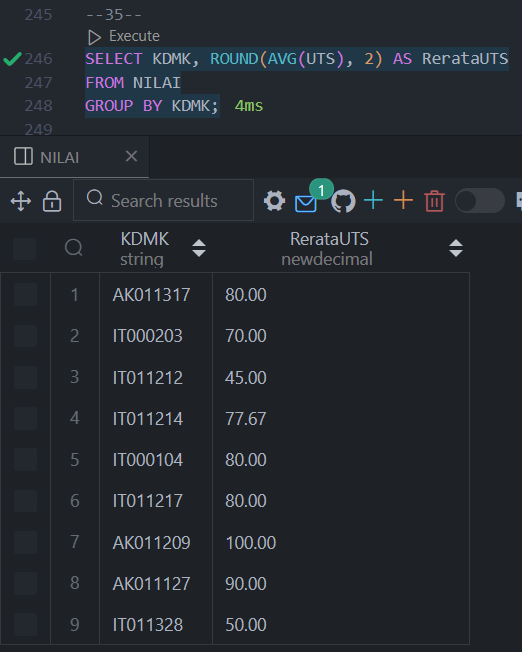 245 --35--
Execute
246 SELECT KDMK, ROUND(AVG(UTS), 2) AS RerataUTS
247 FROM NILAI
248 GROUP BY KDMK; 4ms
249
NILAI
Search results 1
KDMK RerataUTS
string newdecimal
1 AK011317 80.00
2 IT000203 70.00
3 IT011212 45.00
4 IT011214 77.67
5 IT000104 80.00
6 IT011217 80.00
7 AK011209 100.00
8 AK011127 90.00
9 IT011328 50.00